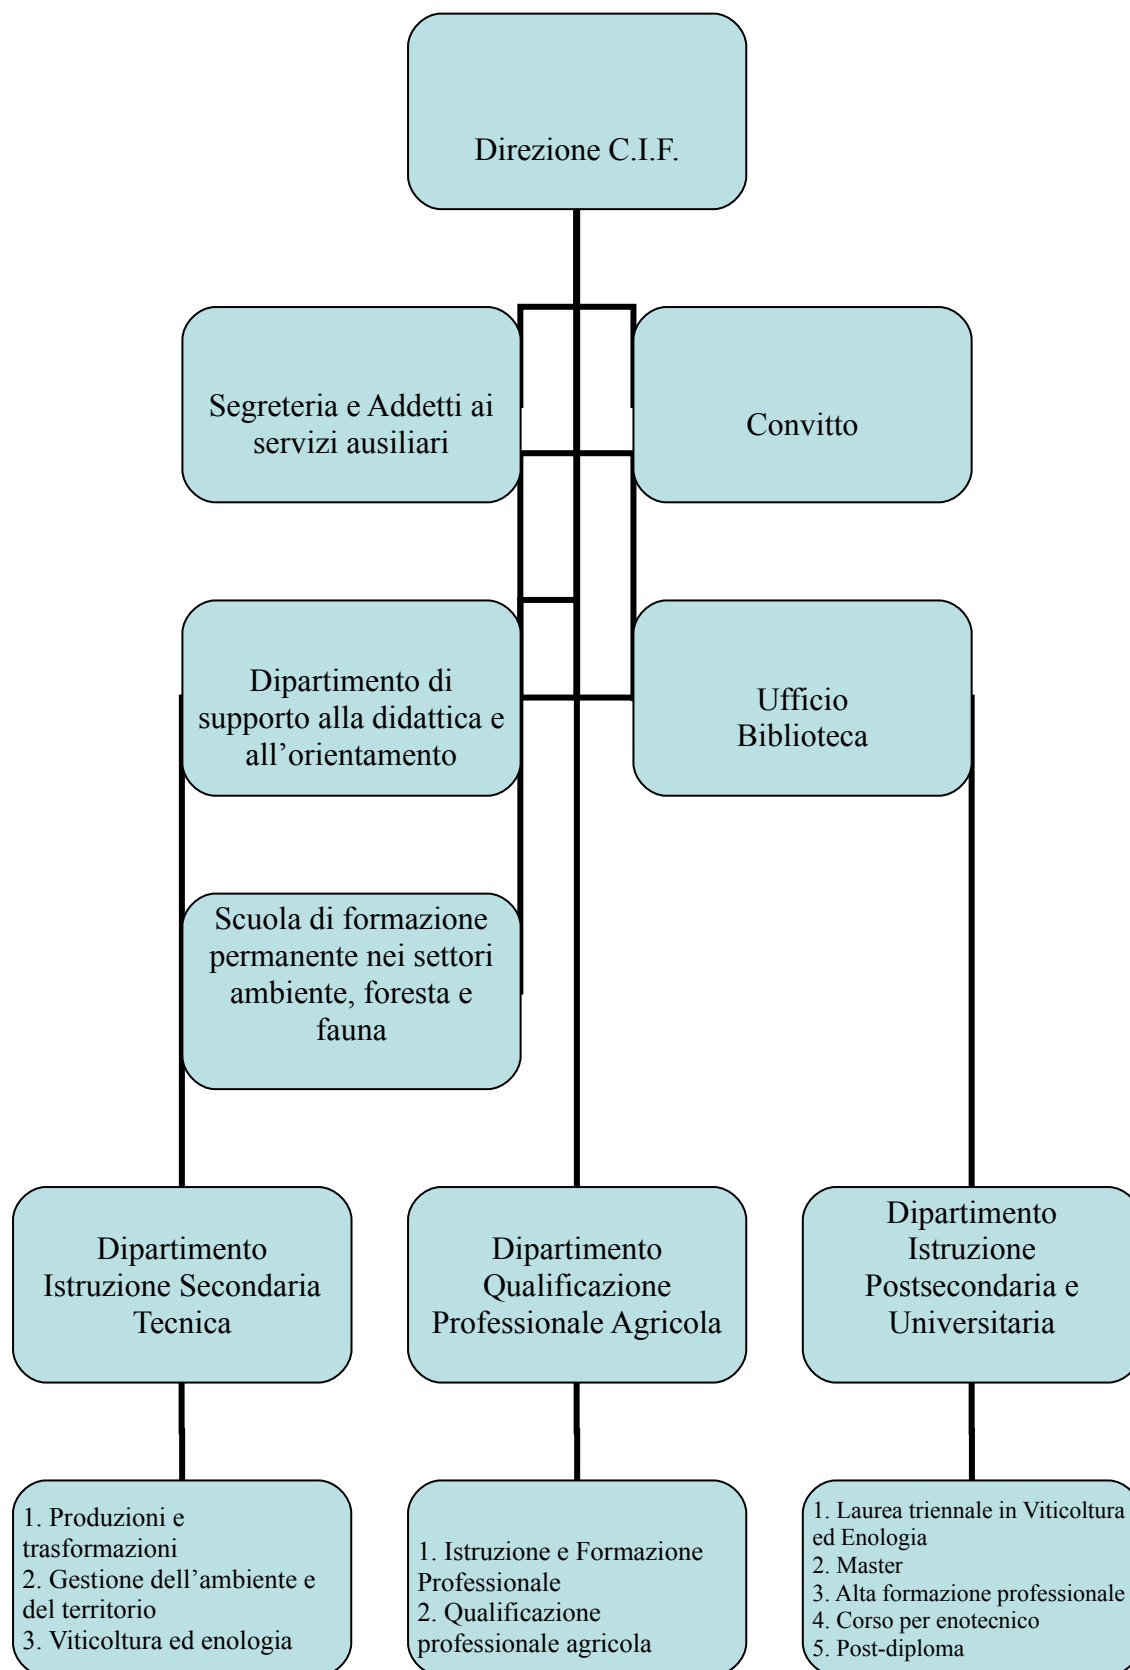 Direzione C.I.F.
Segreteria e Addetti ai
servizi ausiliari
Convitto
Dipartimento di
supporto alla didattica e
all’orientamento
Ufficio
Biblioteca
Scuola di formazione
permanente nei settori
ambiente, foresta e
fauna
Dipartimento
Istruzione Secondaria
Tecnica
Dipartimento
Qualificazione
Professionale Agricola
Dipartimento
Istruzione
Postsecondaria e
Universitaria
1. Produzioni e
trasformazioni
2. Gestione dell’ambiente e
del territorio
3. Viticoltura ed enologia
1. Istruzione e Formazione
Professionale
2. Qualificazione
professionale agricola
1. Laurea triennale in Viticoltura
ed Enologia
2. Master
3. Alta formazione professionale
4. Corso per enotecnico
5. Post-diploma